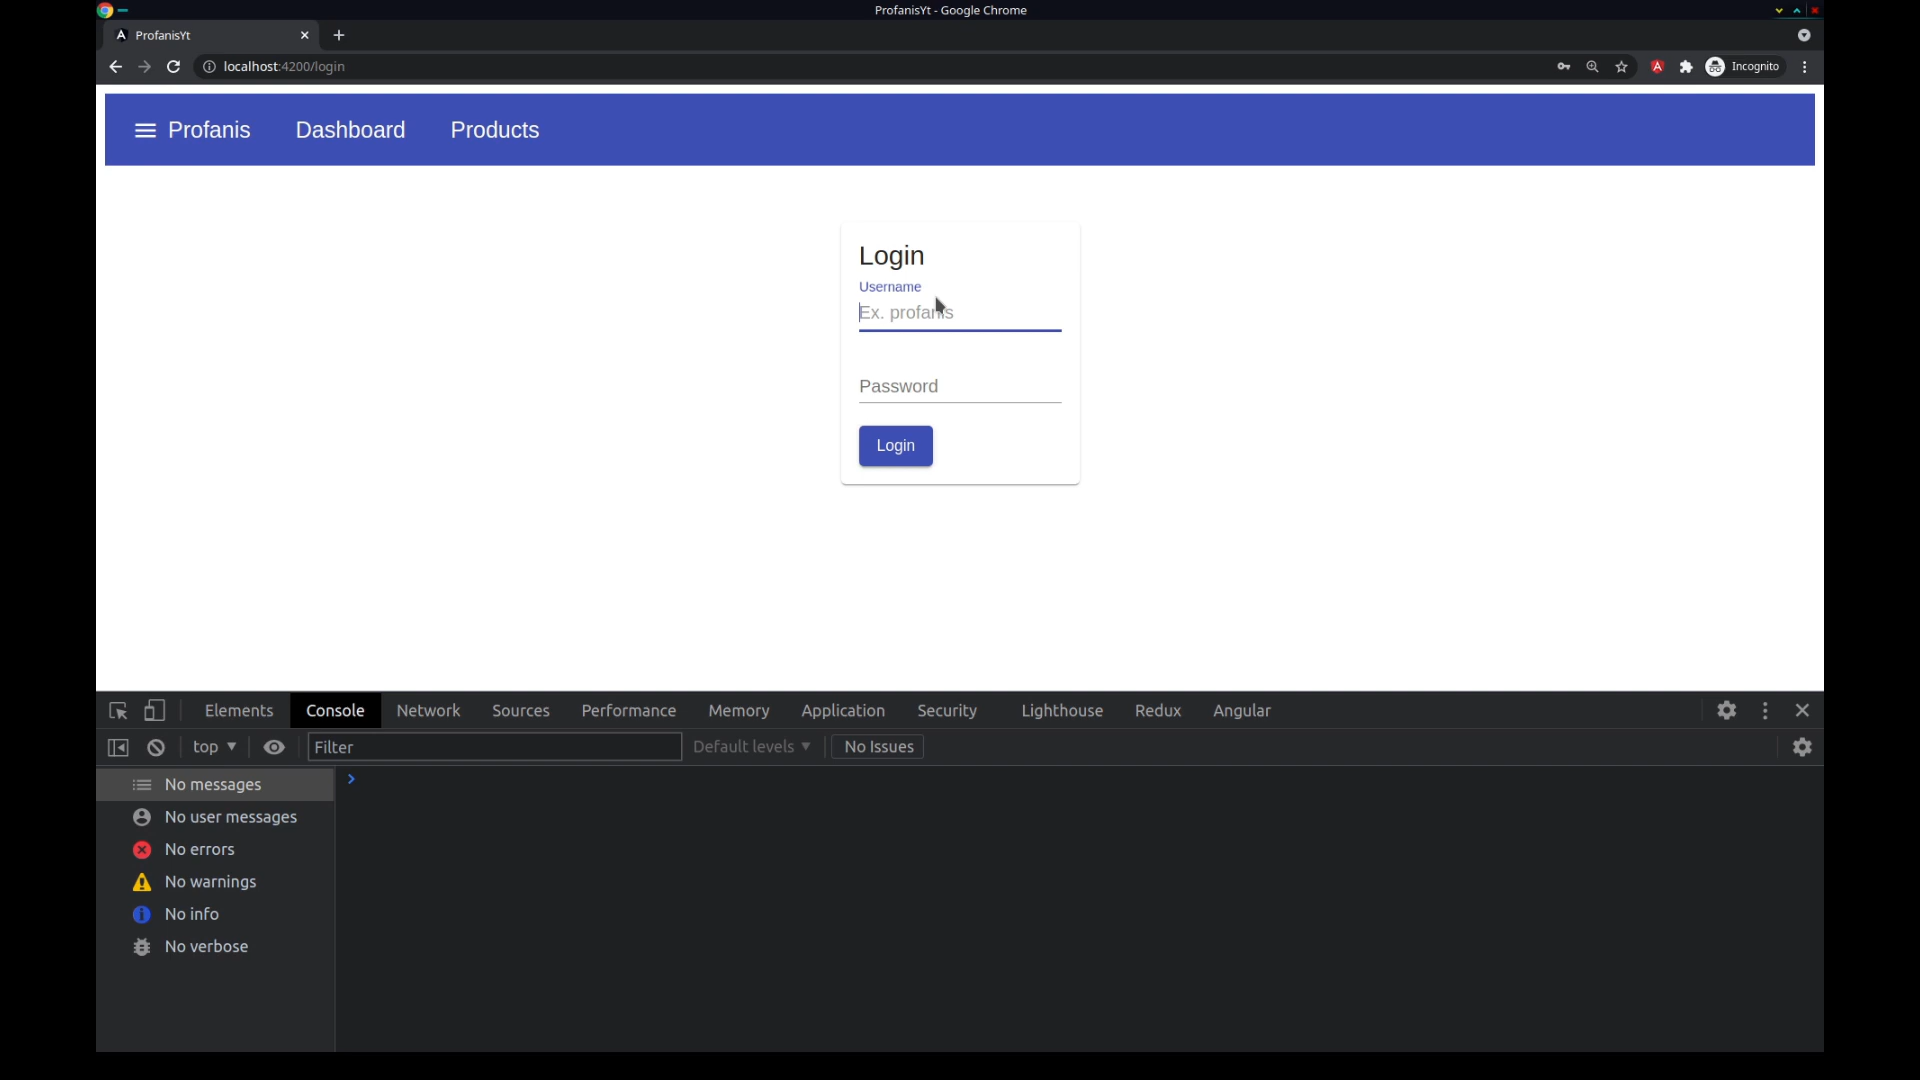 ProfanisYt - Google Chrome
ProfanisYt
localhost:4200/login
Incognito
Profanis Dashboard Products
Login
Username
Ex. profanis
Password
Login
Elements Console Network Sources Performance Memory Application Security Lighthouse Redux Angular
top Filter Default levels No Issues
No messages
No user messages
No errors
No warnings
No info
No verbose